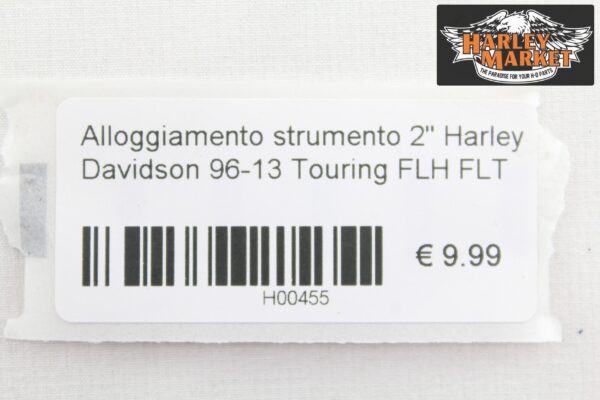 HARLEY
MARKET
THE PARADISE FOR YOUR H-D PARTS
Alloggiamento strumento 2" Harley
Davidson 96-13 Touring FLH FLT
€ 9.99
H00455